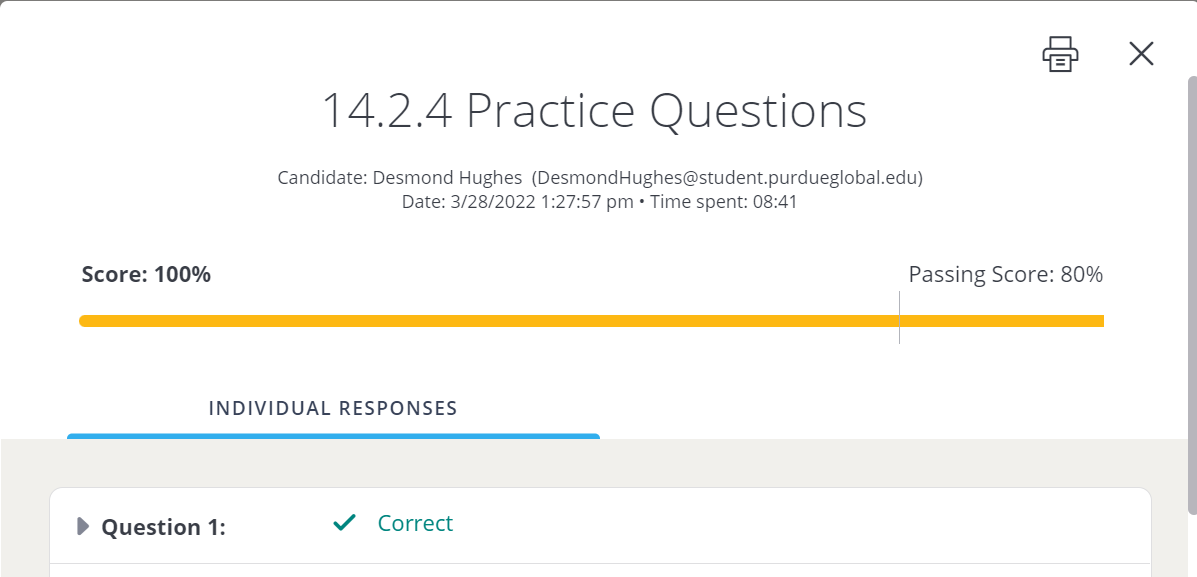 14.2.4 Practice Questions
Candidate: Desmond Hughes (DesmondHughes@student.purdueglobal.edu)
Date: 3/28/2022 1:27:57 pm • Time spent: 08:41
Score: 100%
Passing Score: 80%
INDIVIDUAL RESPONSES
Question 1:
Correct